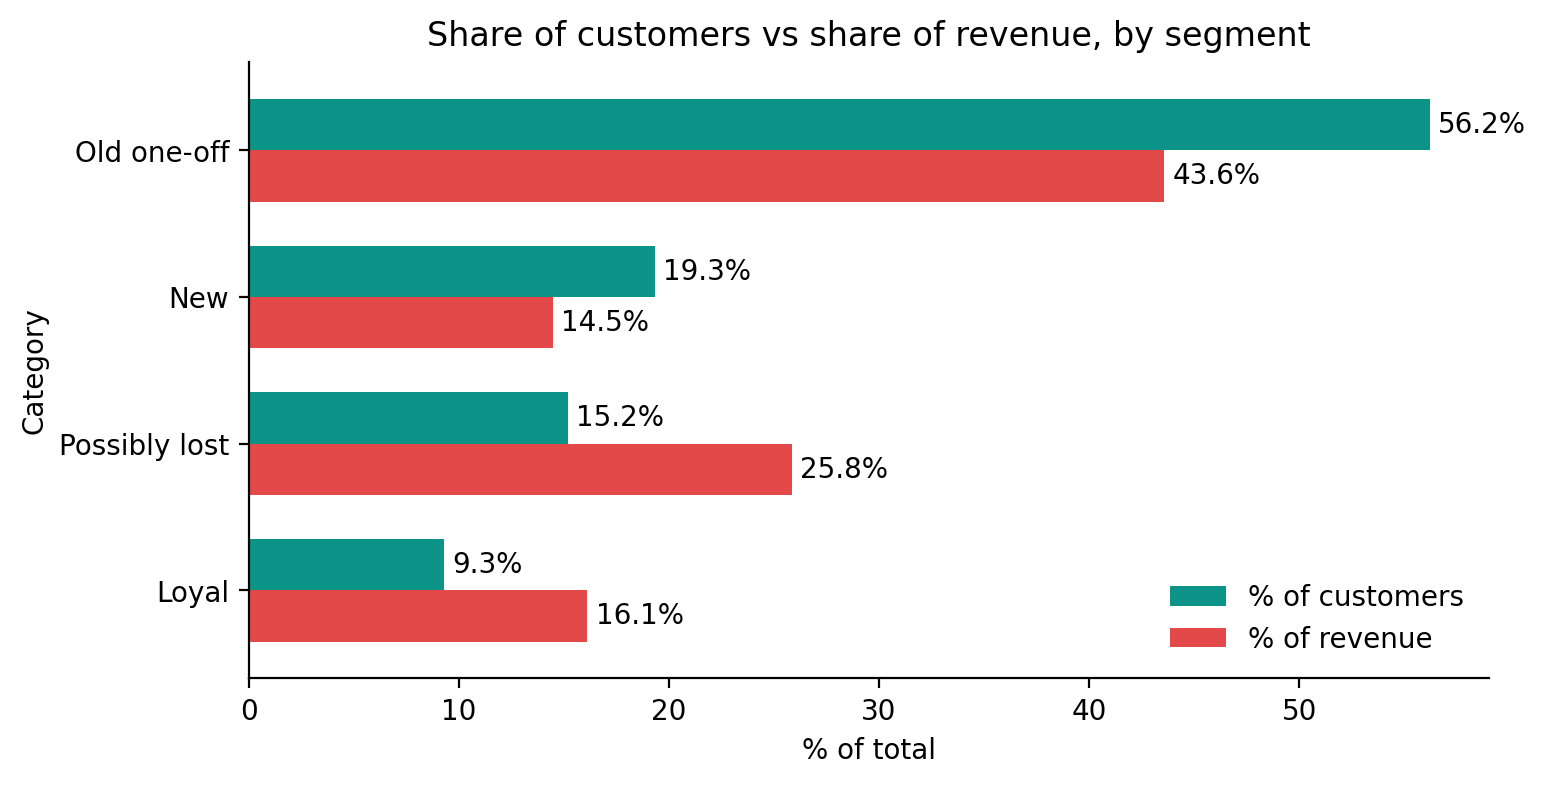 Share of customers vs share of revenue, by segment
Category
Old one-off
56.2%
43.6%
New
19.3%
14.5%
Possibly lost
15.2%
25.8%
Loyal
9.3%
16.1%
% of customers
% of revenue
0 10 20 30 40 50
% of total